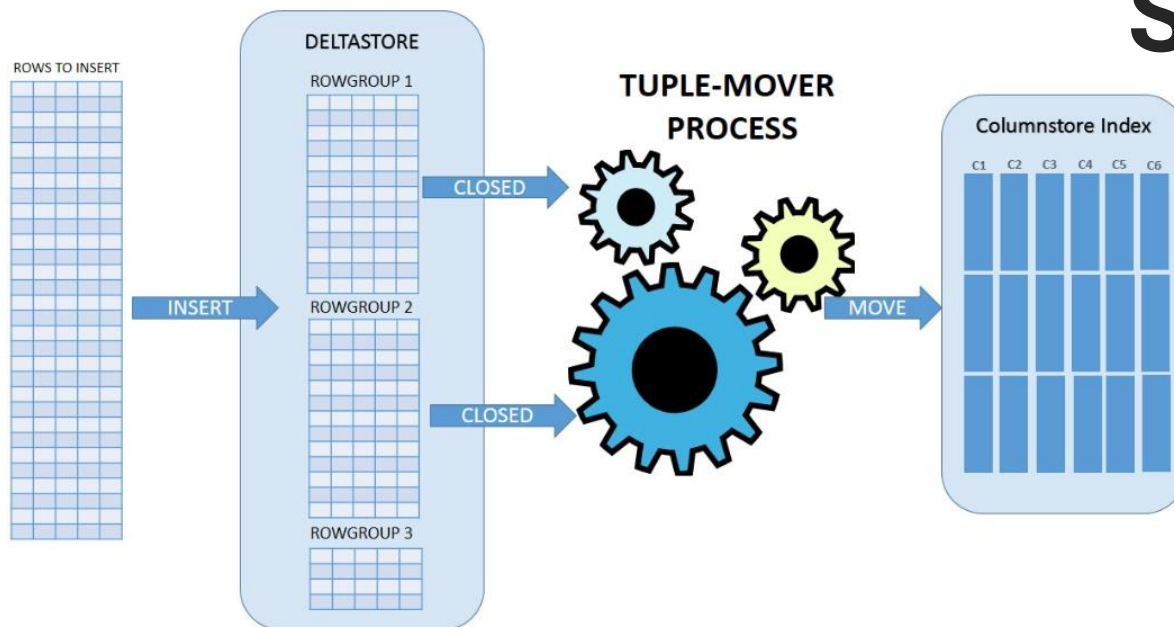 S
DELTASTORE
ROWS TO INSERT
ROWGROUP 1
TUPLE-MOVER
PROCESS
Columnstore Index
C1 C2 C3 C4 C5 C6
CLOSED
INSERT
ROWGROUP 2
MOVE
CLOSED
ROWGROUP 3